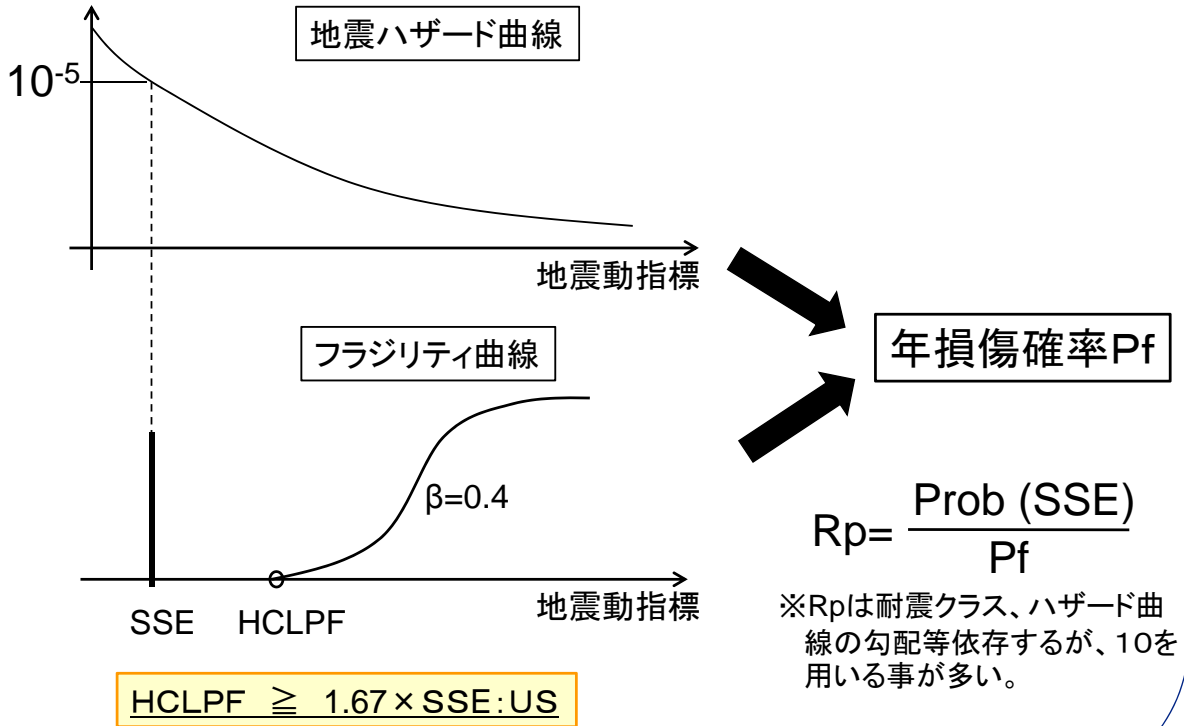 地震ハザード曲線
10⁻⁵
地震動指標
フラジリティ曲線
年損傷確率Pf
β=0.4
Rp= Prob (SSE) / Pf
地震動指標
SSE HCLPF
※Rpは耐震クラス、ハザード曲
線の勾配等依存するが、10を
用いる事が多い。
HCLPF ≧ 1.67×SSE:US